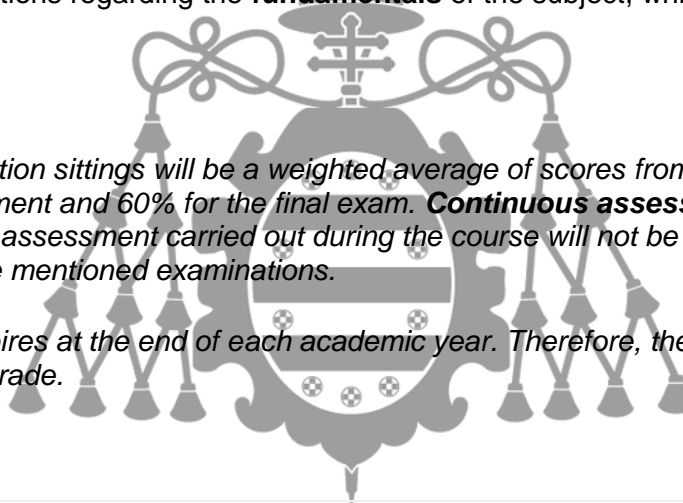 tions regarding the fundamentals of the subject, whi
tion sittings will be a weighted average of scores from
ment and 60% for the final exam. Continuous assess
assessment carried out during the course will not be
e mentioned examinations.
pires at the end of each academic year. Therefore, the
rade.